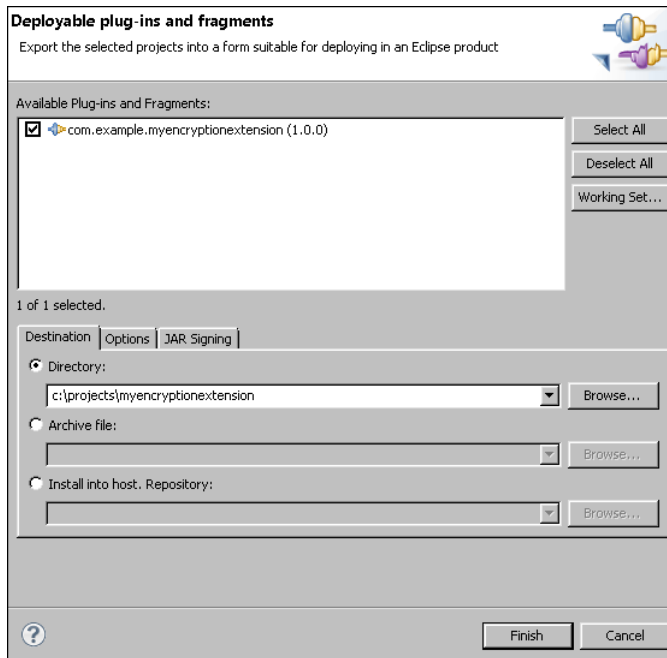 Deployable plug-ins and fragments
Export the selected projects into a form suitable for deploying in an Eclipse product
Available Plug-ins and Fragments:
com.example.myencryptionextension (1.0.0)
Select All
Deselect All
Working Set...
1 of 1 selected.
Destination Options JAR Signing
Directory:
c:\projects\myencryptionextension Browse...
Archive file:
Browse...
Install into host. Repository:
Browse...
? Finish Cancel